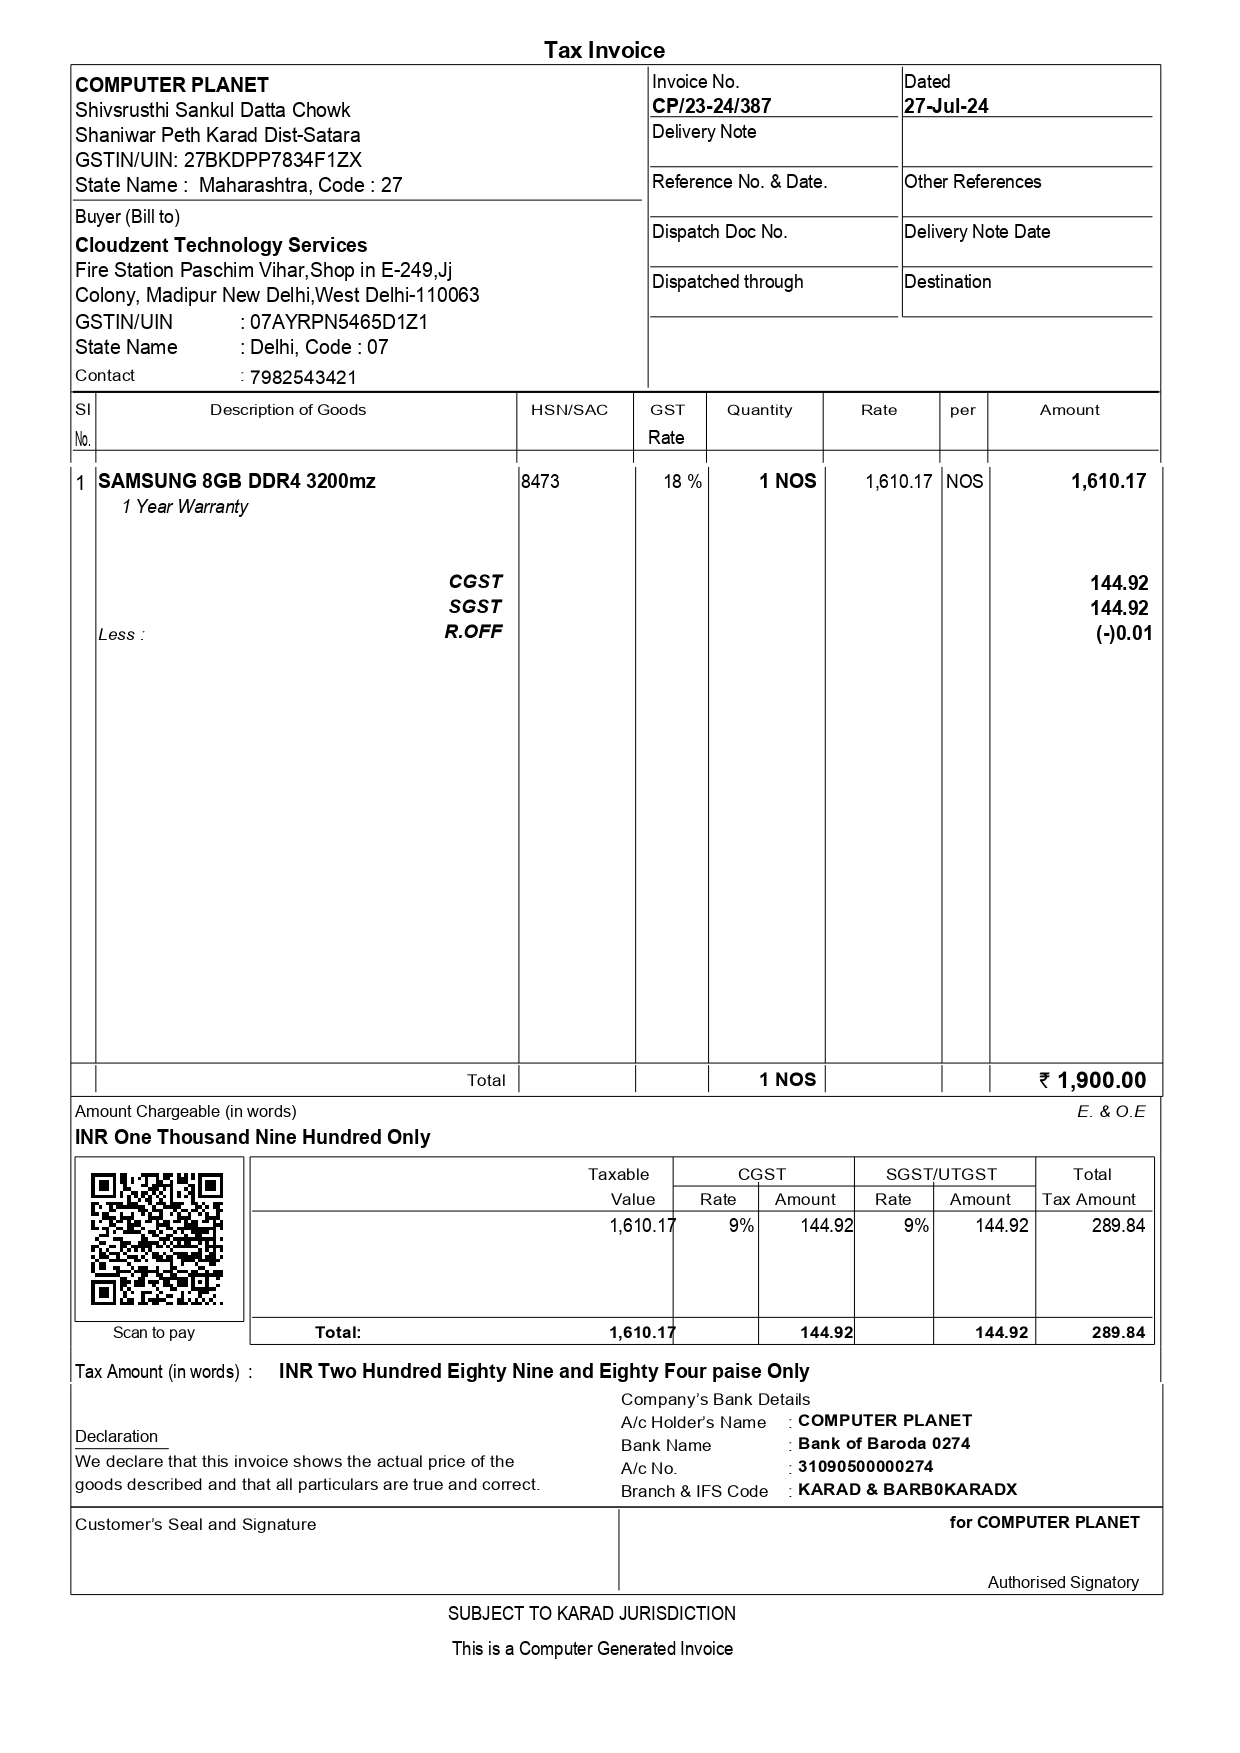 Tax Invoice
COMPUTER PLANET
Shivsrusthi Sankul Datta Chowk
Shaniwar Peth Karad Dist-Satara
GSTIN/UIN: 27BKDPP7834F1ZX
State Name : Maharashtra, Code : 27
Invoice No. Dated
CP/23-24/387 27-Jul-24
Delivery Note
Reference No. & Date. Other References
Dispatch Doc No. Delivery Note Date
Dispatched through Destination
Buyer (Bill to)
Cloudzent Technology Services
Fire Station Paschim Vihar,Shop in E-249,Jj
Colony, Madipur New Delhi,West Delhi-110063
GSTIN/UIN : 07AYRPN5465D1Z1
State Name : Delhi, Code : 07
Contact : 7982543421
Sl Description of Goods HSN/SAC GST Quantity Rate per Amount
No. Rate
1 SAMSUNG 8GB DDR4 3200mz 8473 18 % 1 NOS 1,610.17 NOS 1,610.17
1 Year Warranty
CGST 144.92
SGST 144.92
Less : R.OFF (-)0.01
Total 1 NOS ₹ 1,900.00
Amount Chargeable (in words) E. & O.E
INR One Thousand Nine Hundred Only
Taxable CGST SGST/UTGST Total
Value Rate Amount Rate Amount Tax Amount
1,610.17 9% 144.92 9% 144.92 289.84
Scan to pay Total: 1,610.17 144.92 144.92 289.84
Tax Amount (in words) : INR Two Hundred Eighty Nine and Eighty Four paise Only
Company's Bank Details
A/c Holder's Name : COMPUTER PLANET
Bank Name : Bank of Baroda 0274
A/c No. : 31090500000274
Branch & IFS Code : KARAD & BARB0KARADX
Declaration
We declare that this invoice shows the actual price of the
goods described and that all particulars are true and correct.
Customer's Seal and Signature for COMPUTER PLANET
Authorised Signatory
SUBJECT TO KARAD JURISDICTION
This is a Computer Generated Invoice